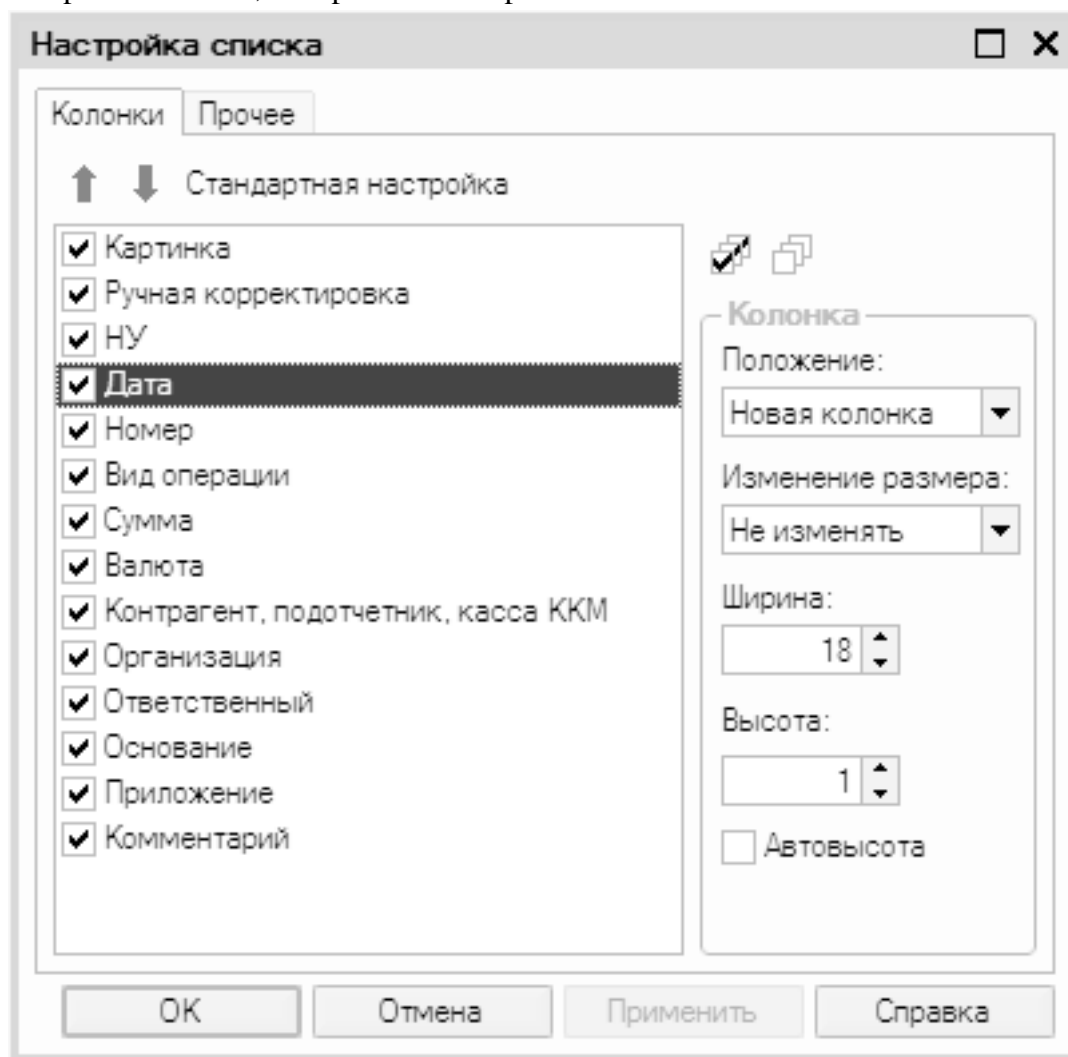 Настройка списка
Колонки Прочее
Стандартная настройка
Картинка
Ручная корректировка
НУ
Дата
Номер
Вид операции
Сумма
Валюта
Контрагент, подотчетник, касса ККМ
Организация
Ответственный
Основание
Приложение
Комментарий
Колонка
Положение:
Новая колонка
Изменение размера:
Не изменять
Ширина:
18
Высота:
1
Автовысота
OK Отмена Применить Справка